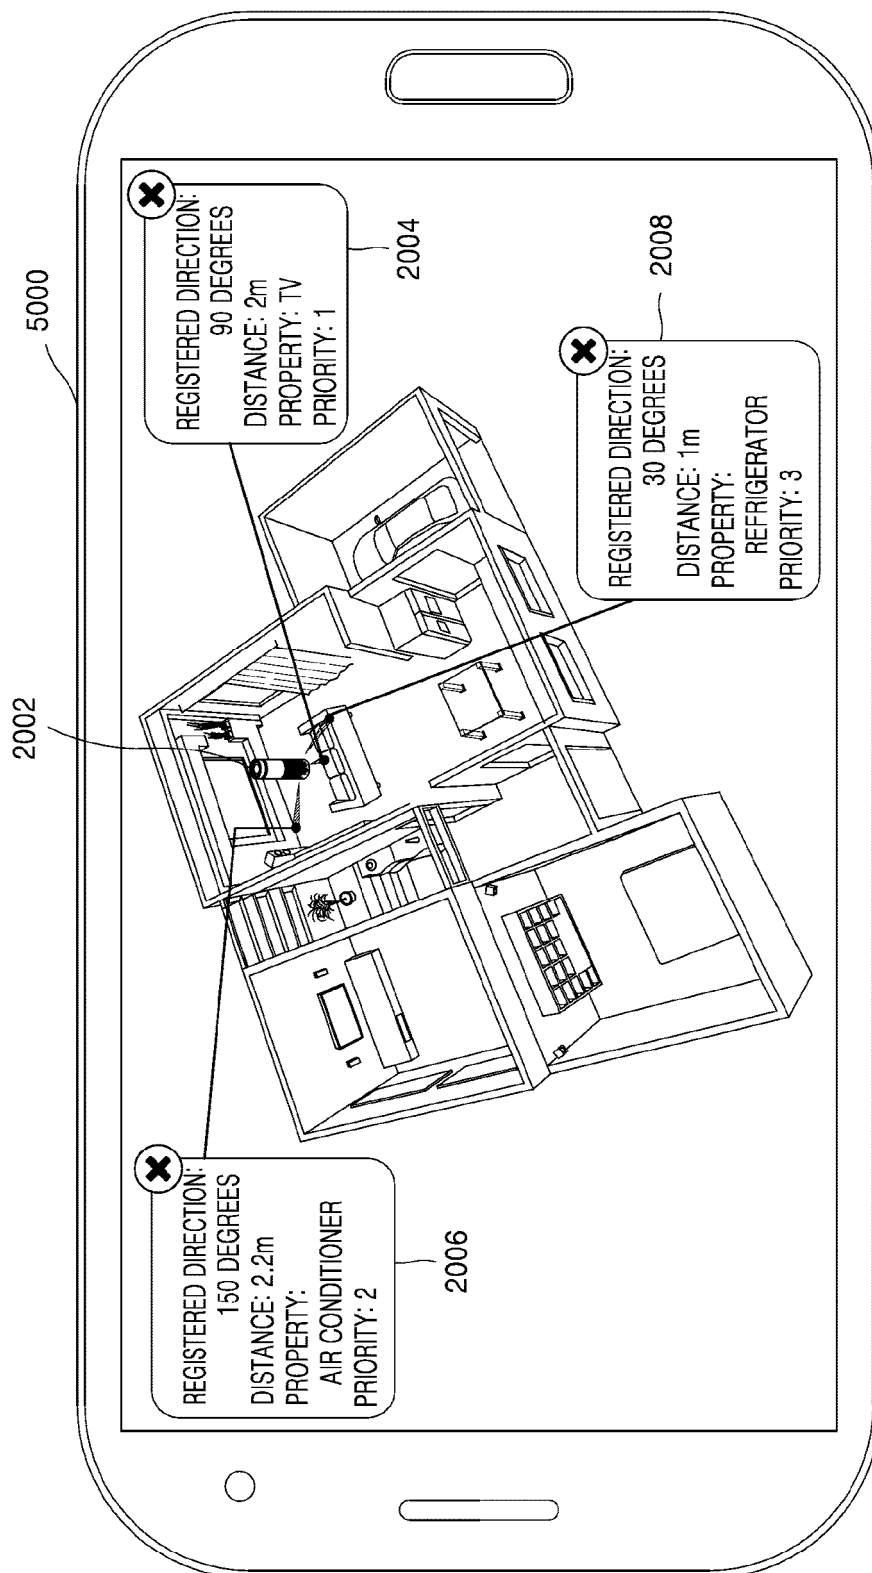 5000
2002
REGISTERED DIRECTION:
150 DEGREES
DISTANCE: 2.2m
PROPERTY:
AIR CONDITIONER
PRIORITY: 2
2006
REGISTERED DIRECTION:
90 DEGREES
DISTANCE: 2m
PROPERTY: TV
PRIORITY: 1
2004
REGISTERED DIRECTION:
30 DEGREES
DISTANCE: 1m
PROPERTY:
REFRIGERATOR
PRIORITY: 3
2008